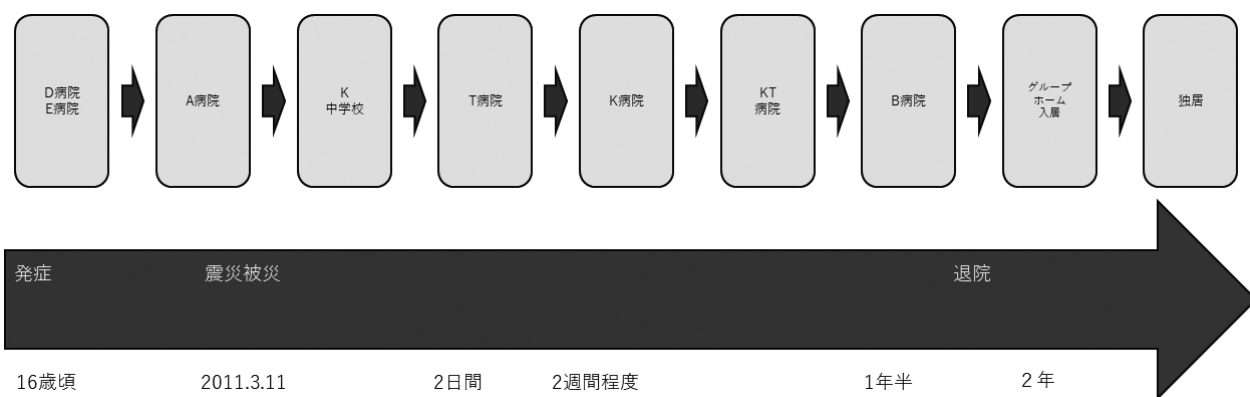 D病院
E病院
A病院
K
中学校
T病院
K病院
KT
病院
B病院
グループ
ホーム
入居
独居
発症
震災被災
退院
16歳頃
2011.3.11
2日間
2週間程度
1年半
２年